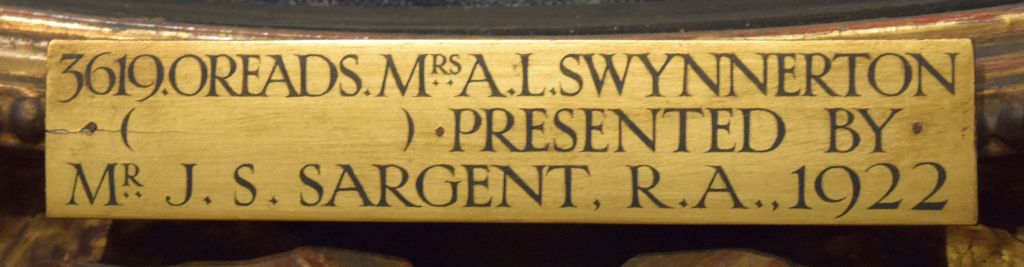 3619.OREADS. MRS A.L.SWYNNERTON
( ) · PRESENTED BY ·
MR J. S. SARGENT, R.A., 1922